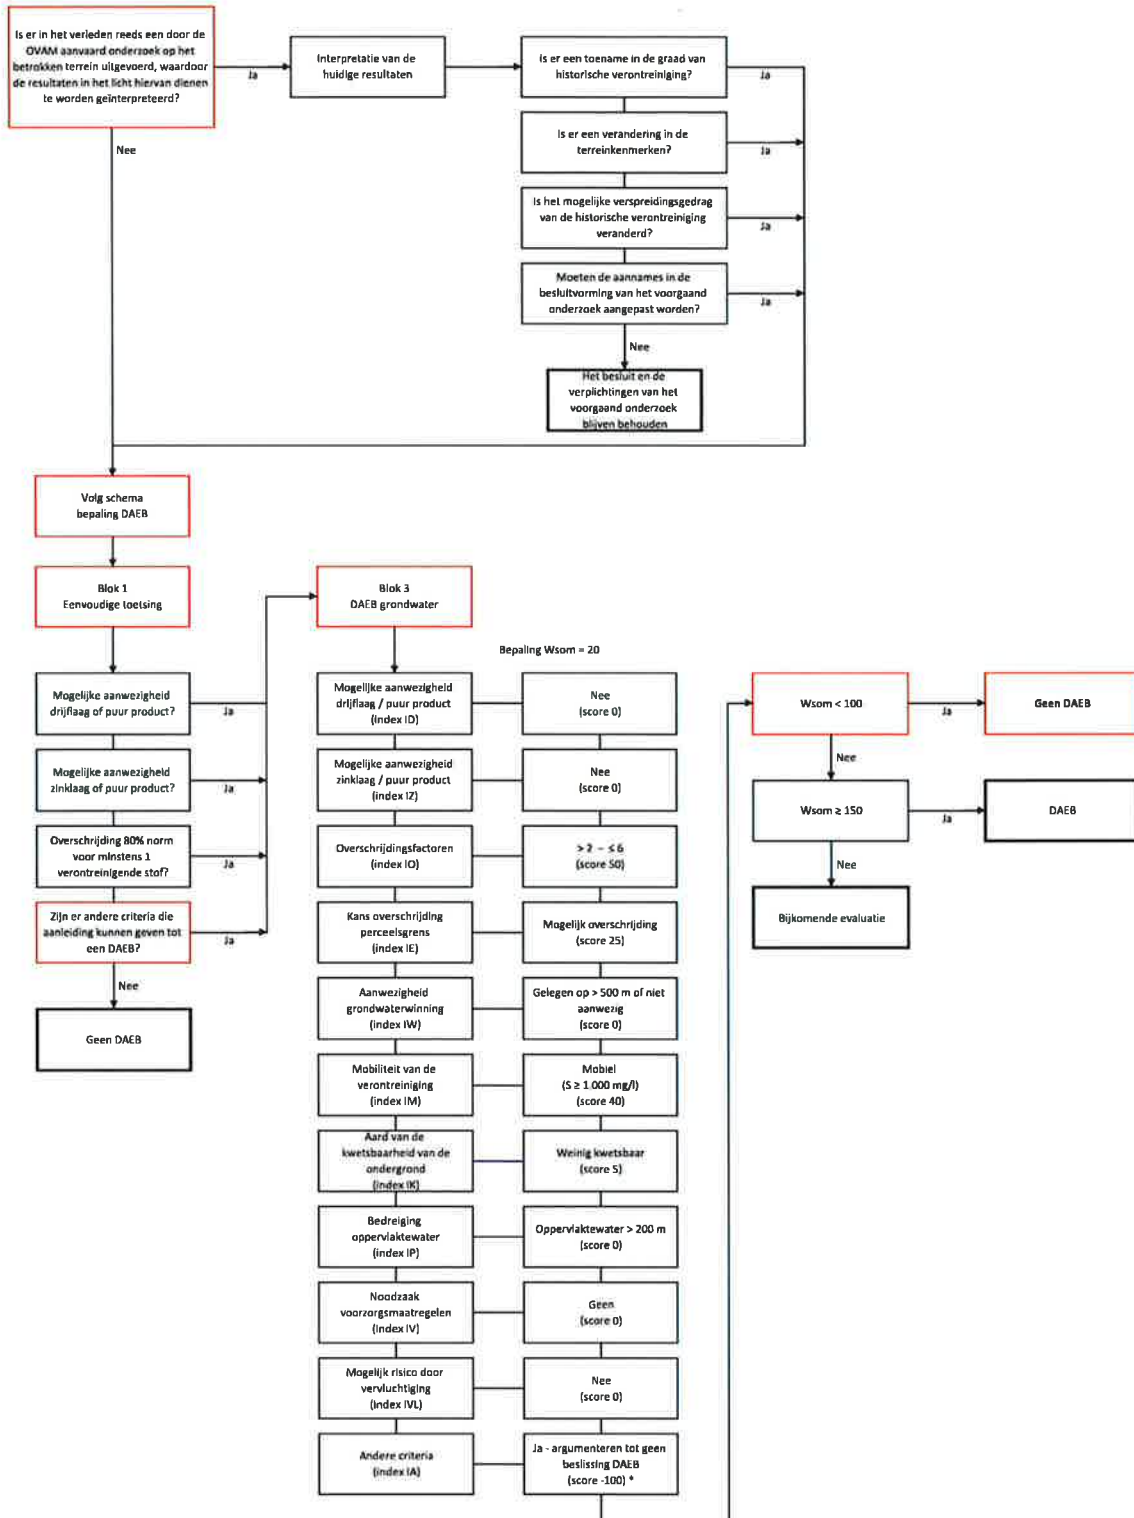 Is er in het verleden reeds een door de
OVAM aanvaard onderzoek op het
betrokken terrein uitgevoerd, waardoor
de resultaten in het licht hiervan dienen
te worden geïnterpreteerd?
Ja
Interpretatie van de
huidige resultaten
Is er een toename in de graad van
historische verontreiniging?
Ja
Nee
Is er een verandering in de
terreinkenmerken?
Ja
Is het mogelijke verspreidingsgedrag
van de historische verontreiniging
veranderd?
Ja
Moeten de aannames in de
besluitvorming van het voorgaand
onderzoek aangepast worden?
Ja
Nee
Het besluit en de
verplichtingen van het
voorgaand onderzoek
blijven behouden
Volg schema
bepaling DAEB
Blok 1
Eenvoudige toetsing
Mogelijke aanwezigheid
drijflaag of puur product?
Ja
Mogelijke aanwezigheid
zinklaag of puur product?
Ja
Overschrijding 80% norm
voor minstens 1
verontreinigende stof?
Ja
Zijn er andere criteria die
aanleiding kunnen geven tot
een DAEB?
Ja
Nee
Geen DAEB
Blok 3
DAEB grondwater
Bepaling Wsom = 20
Mogelijke aanwezigheid
drijflaag / puur product
(index ID)
Nee
(score 0)
Mogelijke aanwezigheid
zinklaag / puur product
(index IZ)
Nee
(score 0)
Overschrijdingsfactoren
(index IO)
> 2 – ≤ 6
(score 50)
Kans overschrijding
perceelsgrens
(index IE)
Mogelijk overschrijding
(score 25)
Aanwezigheid
grondwaterwinning
(index IW)
Gelegen op > 500 m of niet
aanwezig
(score 0)
Mobiliteit van de
verontreiniging
(index IM)
Mobiel
(S ≥ 1.000 mg/l)
(score 40)
Aard van de
kwetsbaarheid van de
ondergrond
(index IK)
Weinig kwetsbaar
(score 5)
Bedreiging
oppervlaktewater
(index IP)
Oppervlaktewater > 200 m
(score 0)
Noodzaak
voorzorgsmaatregelen
(index IV)
Geen
(score 0)
Mogelijk risico door
vervluchtiging
(index IVL)
Nee
(score 0)
Andere criteria
(index IA)
Ja - argumenteren tot geen
beslissing DAEB
(score -100) *
Wsom < 100
Ja
Geen DAEB
Nee
Wsom ≥ 150
Ja
DAEB
Nee
Bijkomende evaluatie